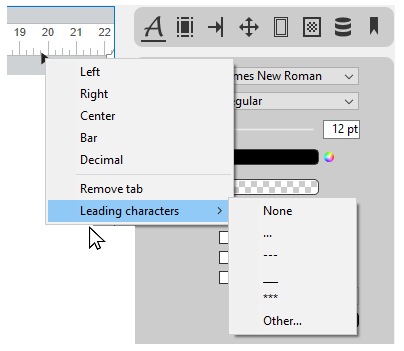 19 20 21 22
Left
Right
Center
Bar
Decimal
Remove tab
Leading characters
mes New Roman
gular
12 pt
None
...
---
___
***
Other...